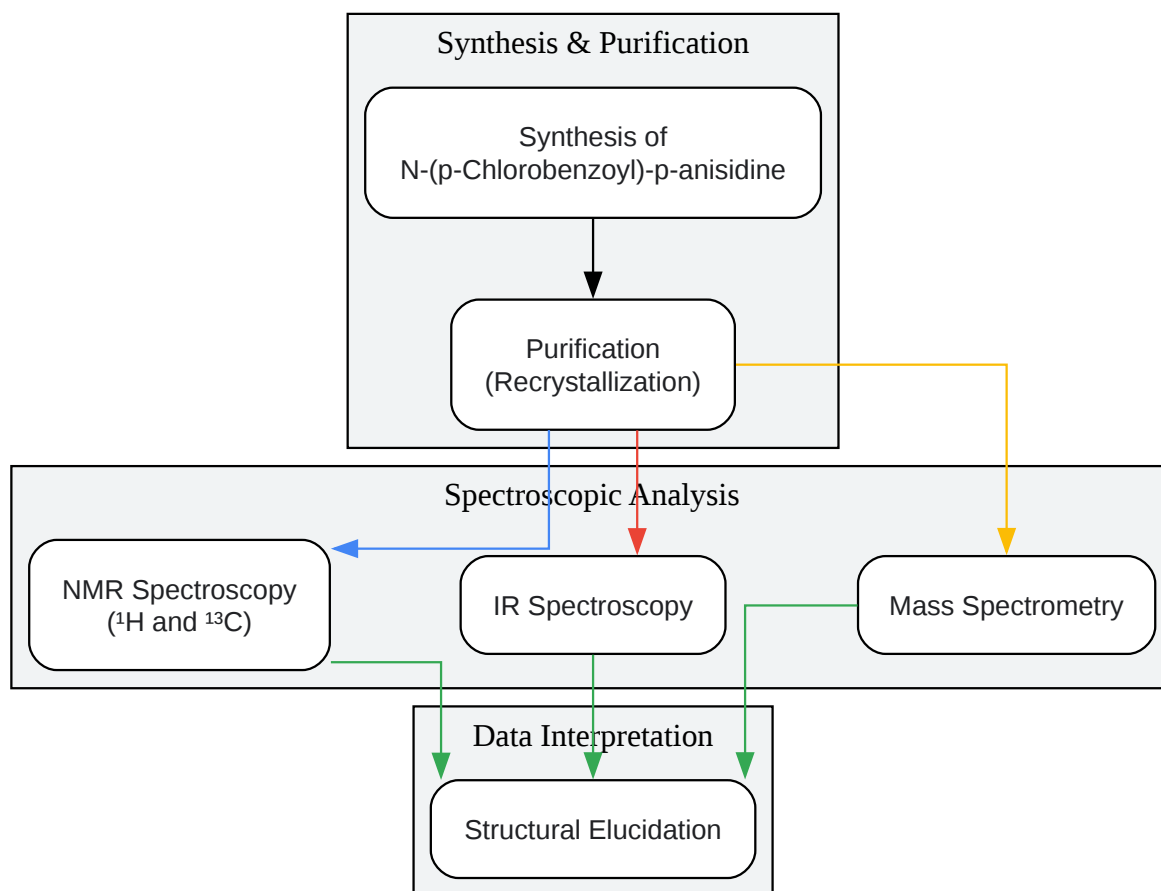 Synthesis & Purification
Synthesis of
N-(p-Chlorobenzoyl)-p-anisidine
Purification
(Recrystallization)
Spectroscopic Analysis
NMR Spectroscopy
(¹H and ¹³C)
IR Spectroscopy
Mass Spectrometry
Data Interpretation
Structural Elucidation